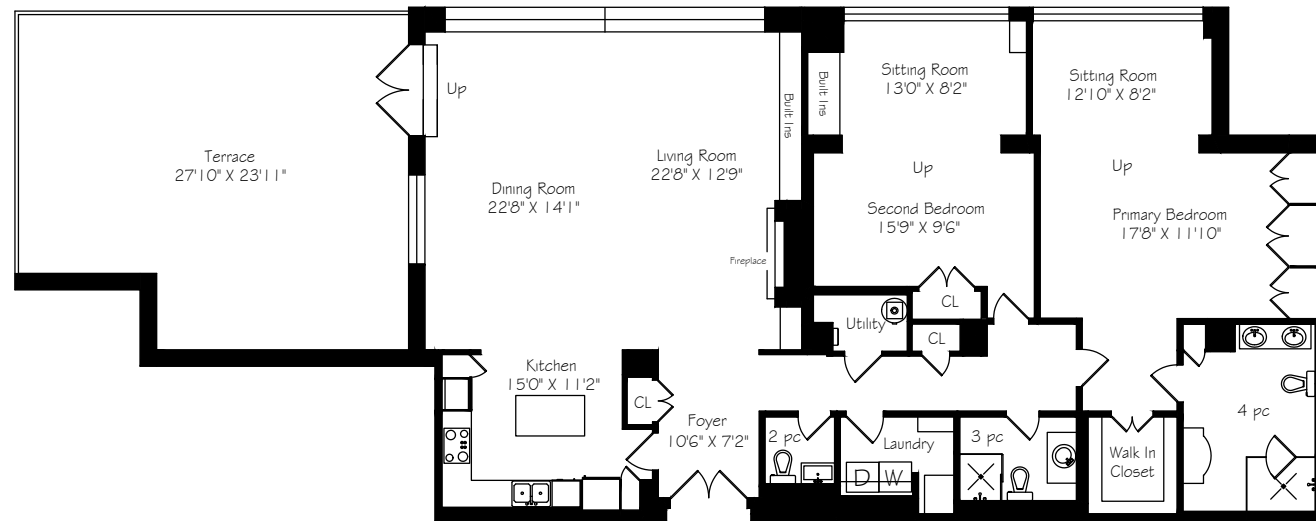 Terrace
27'10" X 23'11"
Up
Dining Room
22'8" X 14'1"
Living Room
22'8" X 12'9"
Built Ins
Fireplace
Built Ins
Sitting Room
13'0" X 8'2"
Up
Second Bedroom
15'9" X 9'6"
Sitting Room
12'10" X 8'2"
Up
Primary Bedroom
17'8" X 11'10"
CL
Utility
CL
Kitchen
15'0" X 11'2"
CL
Foyer
10'6" X 7'2"
2 pc
Laundry
D W
3 pc
Walk In
Closet
4 pc